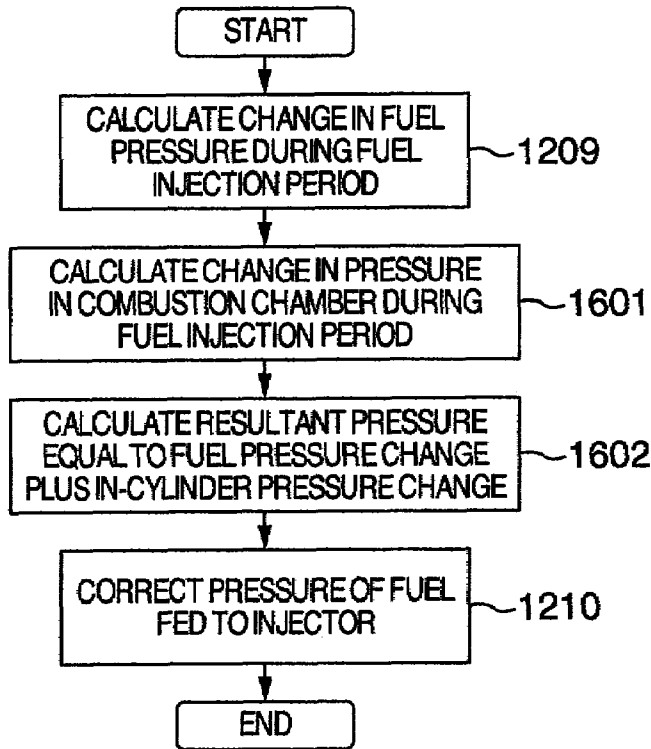 START
CALCULATE CHANGE IN FUEL
PRESSURE DURING FUEL
INJECTION PERIOD
1209
CALCULATE CHANGE IN PRESSURE
IN COMBUSTION CHAMBER DURING
FUEL INJECTION PERIOD
1601
CALCULATE RESULTANT PRESSURE
EQUAL TO FUEL PRESSURE CHANGE
PLUS IN-CYLINDER PRESSURE CHANGE
1602
CORRECT PRESSURE OF FUEL
FED TO INJECTOR
1210
END